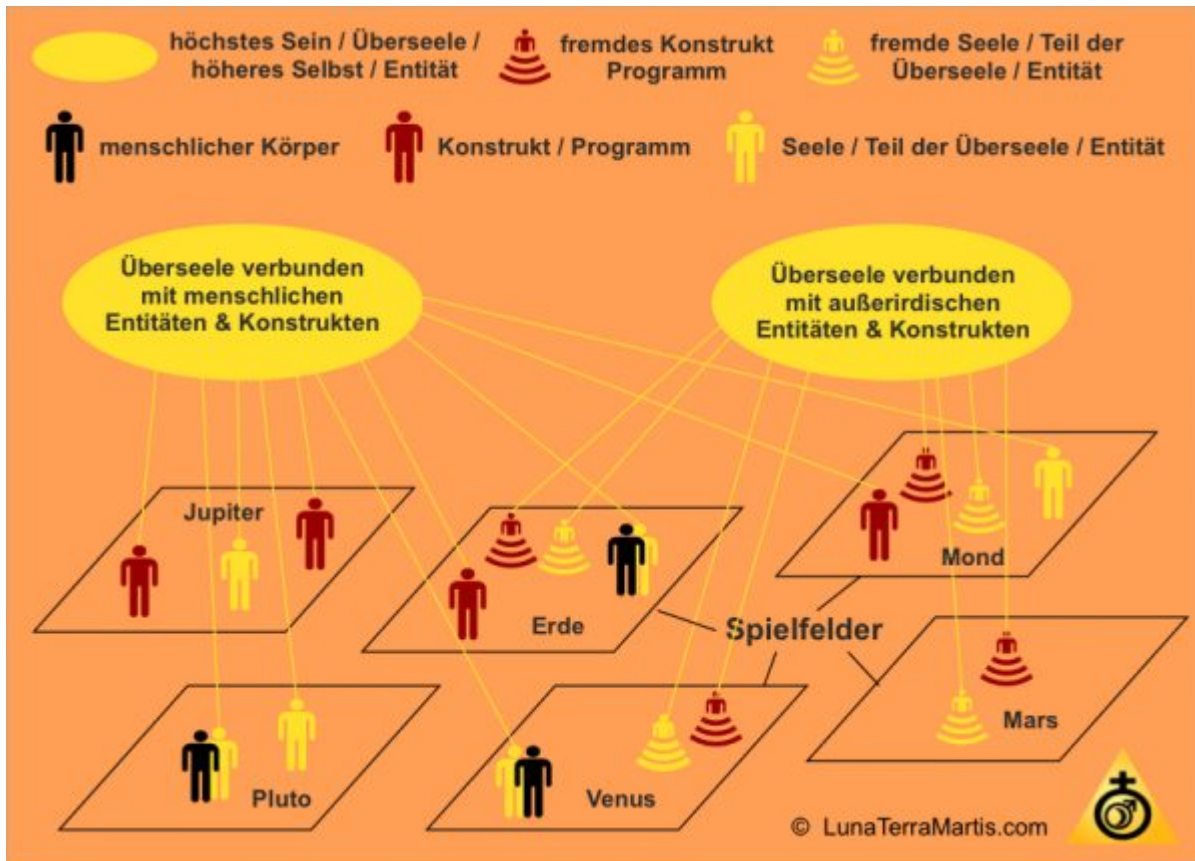 höchstes Sein / Überseele /
höheres Selbst / Entität
fremdes Konstrukt
Programm
fremde Seele / Teil der
Überseele / Entität
menschlicher Körper
Konstrukt / Programm
Seele / Teil der Überseele / Entität
Überseele verbunden
mit menschlichen
Entitäten & Konstrukten
Überseele verbunden
mit außerirdischen
Entitäten & Konstrukten
Jupiter
Erde
Mond
Spielfelder
Pluto
Venus
Mars
© LunaTerraMartis.com